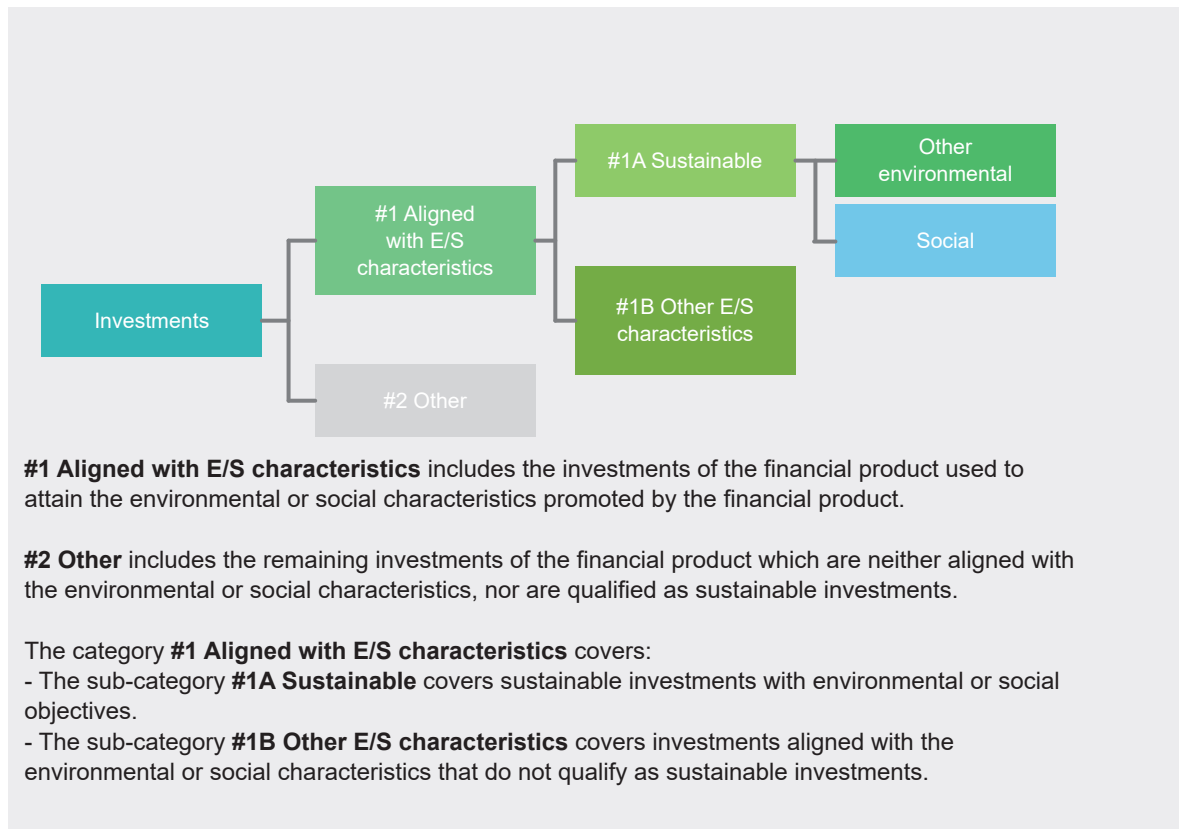 Other
environmental
#1A Sustainable
#1 Aligned
with E/S
characteristics
Social
#1B Other E/S
characteristics
Investments
#2 Other
#1 Aligned with E/S characteristics includes the investments of the financial product used to
attain the environmental or social characteristics promoted by the financial product.
#2 Other includes the remaining investments of the financial product which are neither aligned with
the environmental or social characteristics, nor are qualified as sustainable investments.
The category #1 Aligned with E/S characteristics covers:
- The sub-category #1A Sustainable covers sustainable investments with environmental or social
objectives.
- The sub-category #1B Other E/S characteristics covers investments aligned with the
environmental or social characteristics that do not qualify as sustainable investments.